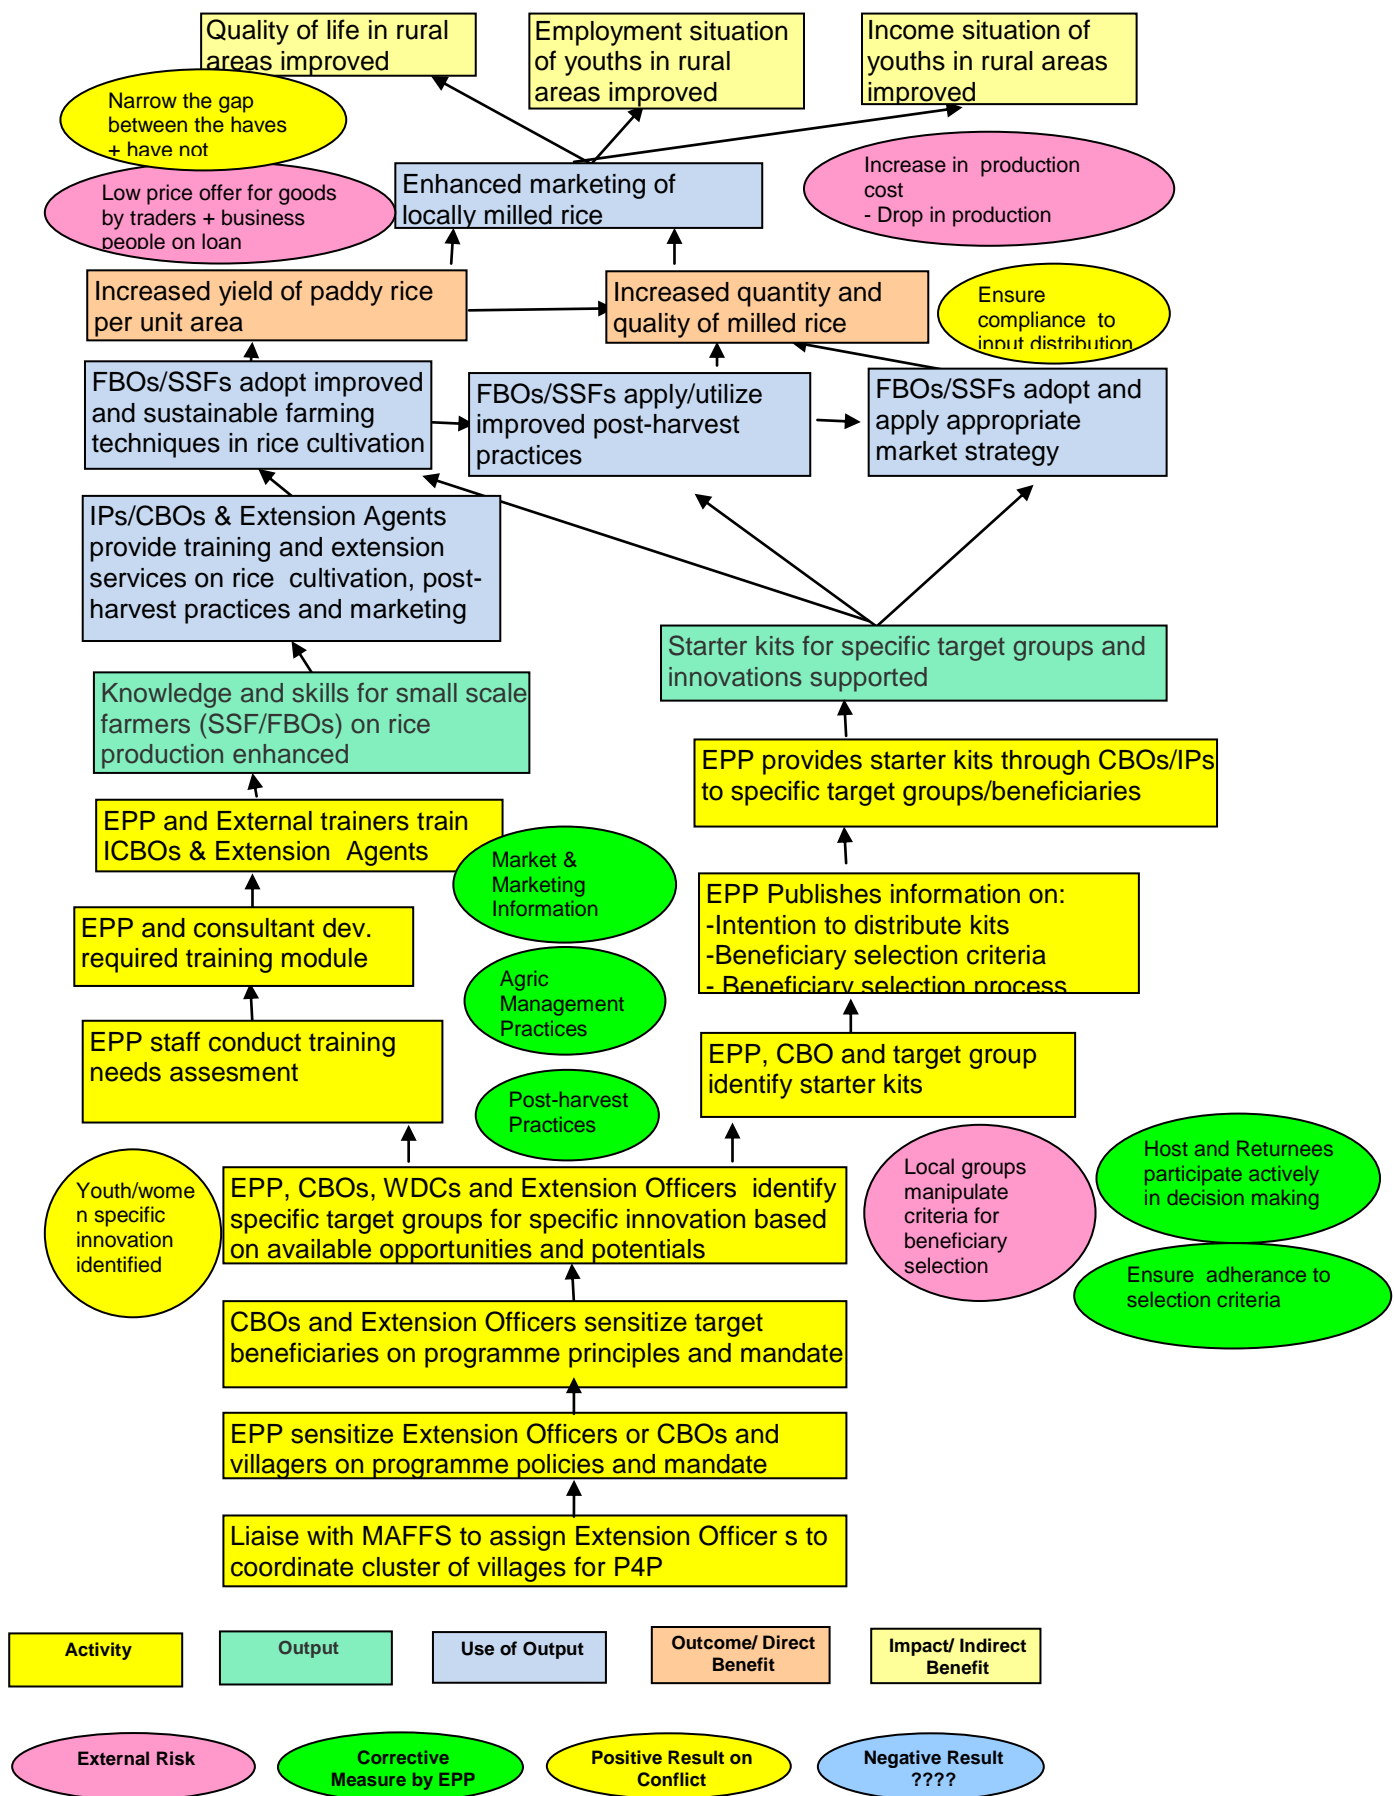 Quality of life in rural
areas improved
Employment situation
of youths in rural
areas improved
Income situation of
youths in rural areas
improved
Narrow the gap
between the haves
+ have not
Low price offer for goods
by traders + business
people on loan
Enhanced marketing of
locally milled rice
Increase in  production
cost
- Drop in production
Increased yield of paddy rice
per unit area
Increased quantity and
quality of milled rice
Ensure
compliance  to
input distribution
FBOs/SSFs adopt improved
and sustainable farming
techniques in rice cultivation
FBOs/SSFs apply/utilize
improved post-harvest
practices
FBOs/SSFs adopt and
apply appropriate
market strategy
IPs/CBOs & Extension Agents
provide training and extension
services on rice  cultivation, post-
harvest practices and marketing
Starter kits for specific target groups and
innovations supported
Knowledge and skills for small scale
farmers (SSF/FBOs) on rice
production enhanced
EPP provides starter kits through CBOs/IPs
to specific target groups/beneficiaries
EPP and External trainers train
ICBOs & Extension  Agents
Market &
Marketing
Information
EPP Publishes information on:
-Intention to distribute kits
-Beneficiary selection criteria
- Beneficiary selection process
EPP and consultant dev.
required training module
Agric
Management
Practices
EPP staff conduct training
needs assesment
EPP, CBO and target group
identify starter kits
Post-harvest
Practices
Host and Returnees
participate actively
in decision making
Local groups
manipulate
criteria for
beneficiary
selection
Youth/wome
n specific
innovation
identified
EPP, CBOs, WDCs and Extension Officers  identify
specific target groups for specific innovation based
on available opportunities and potentials
Ensure  adherance to
selection criteria
CBOs and Extension Officers sensitize target
beneficiaries on programme principles and mandate
EPP sensitize Extension Officers or CBOs and
villagers on programme policies and mandate
Liaise with MAFFS to assign Extension Officer s to
coordinate cluster of villages for P4P
Activity
Output
Use of Output
Outcome/ Direct
Benefit
Impact/ Indirect
Benefit
External Risk
Corrective
Measure by EPP
Positive Result on
Conflict
Negative Result
????